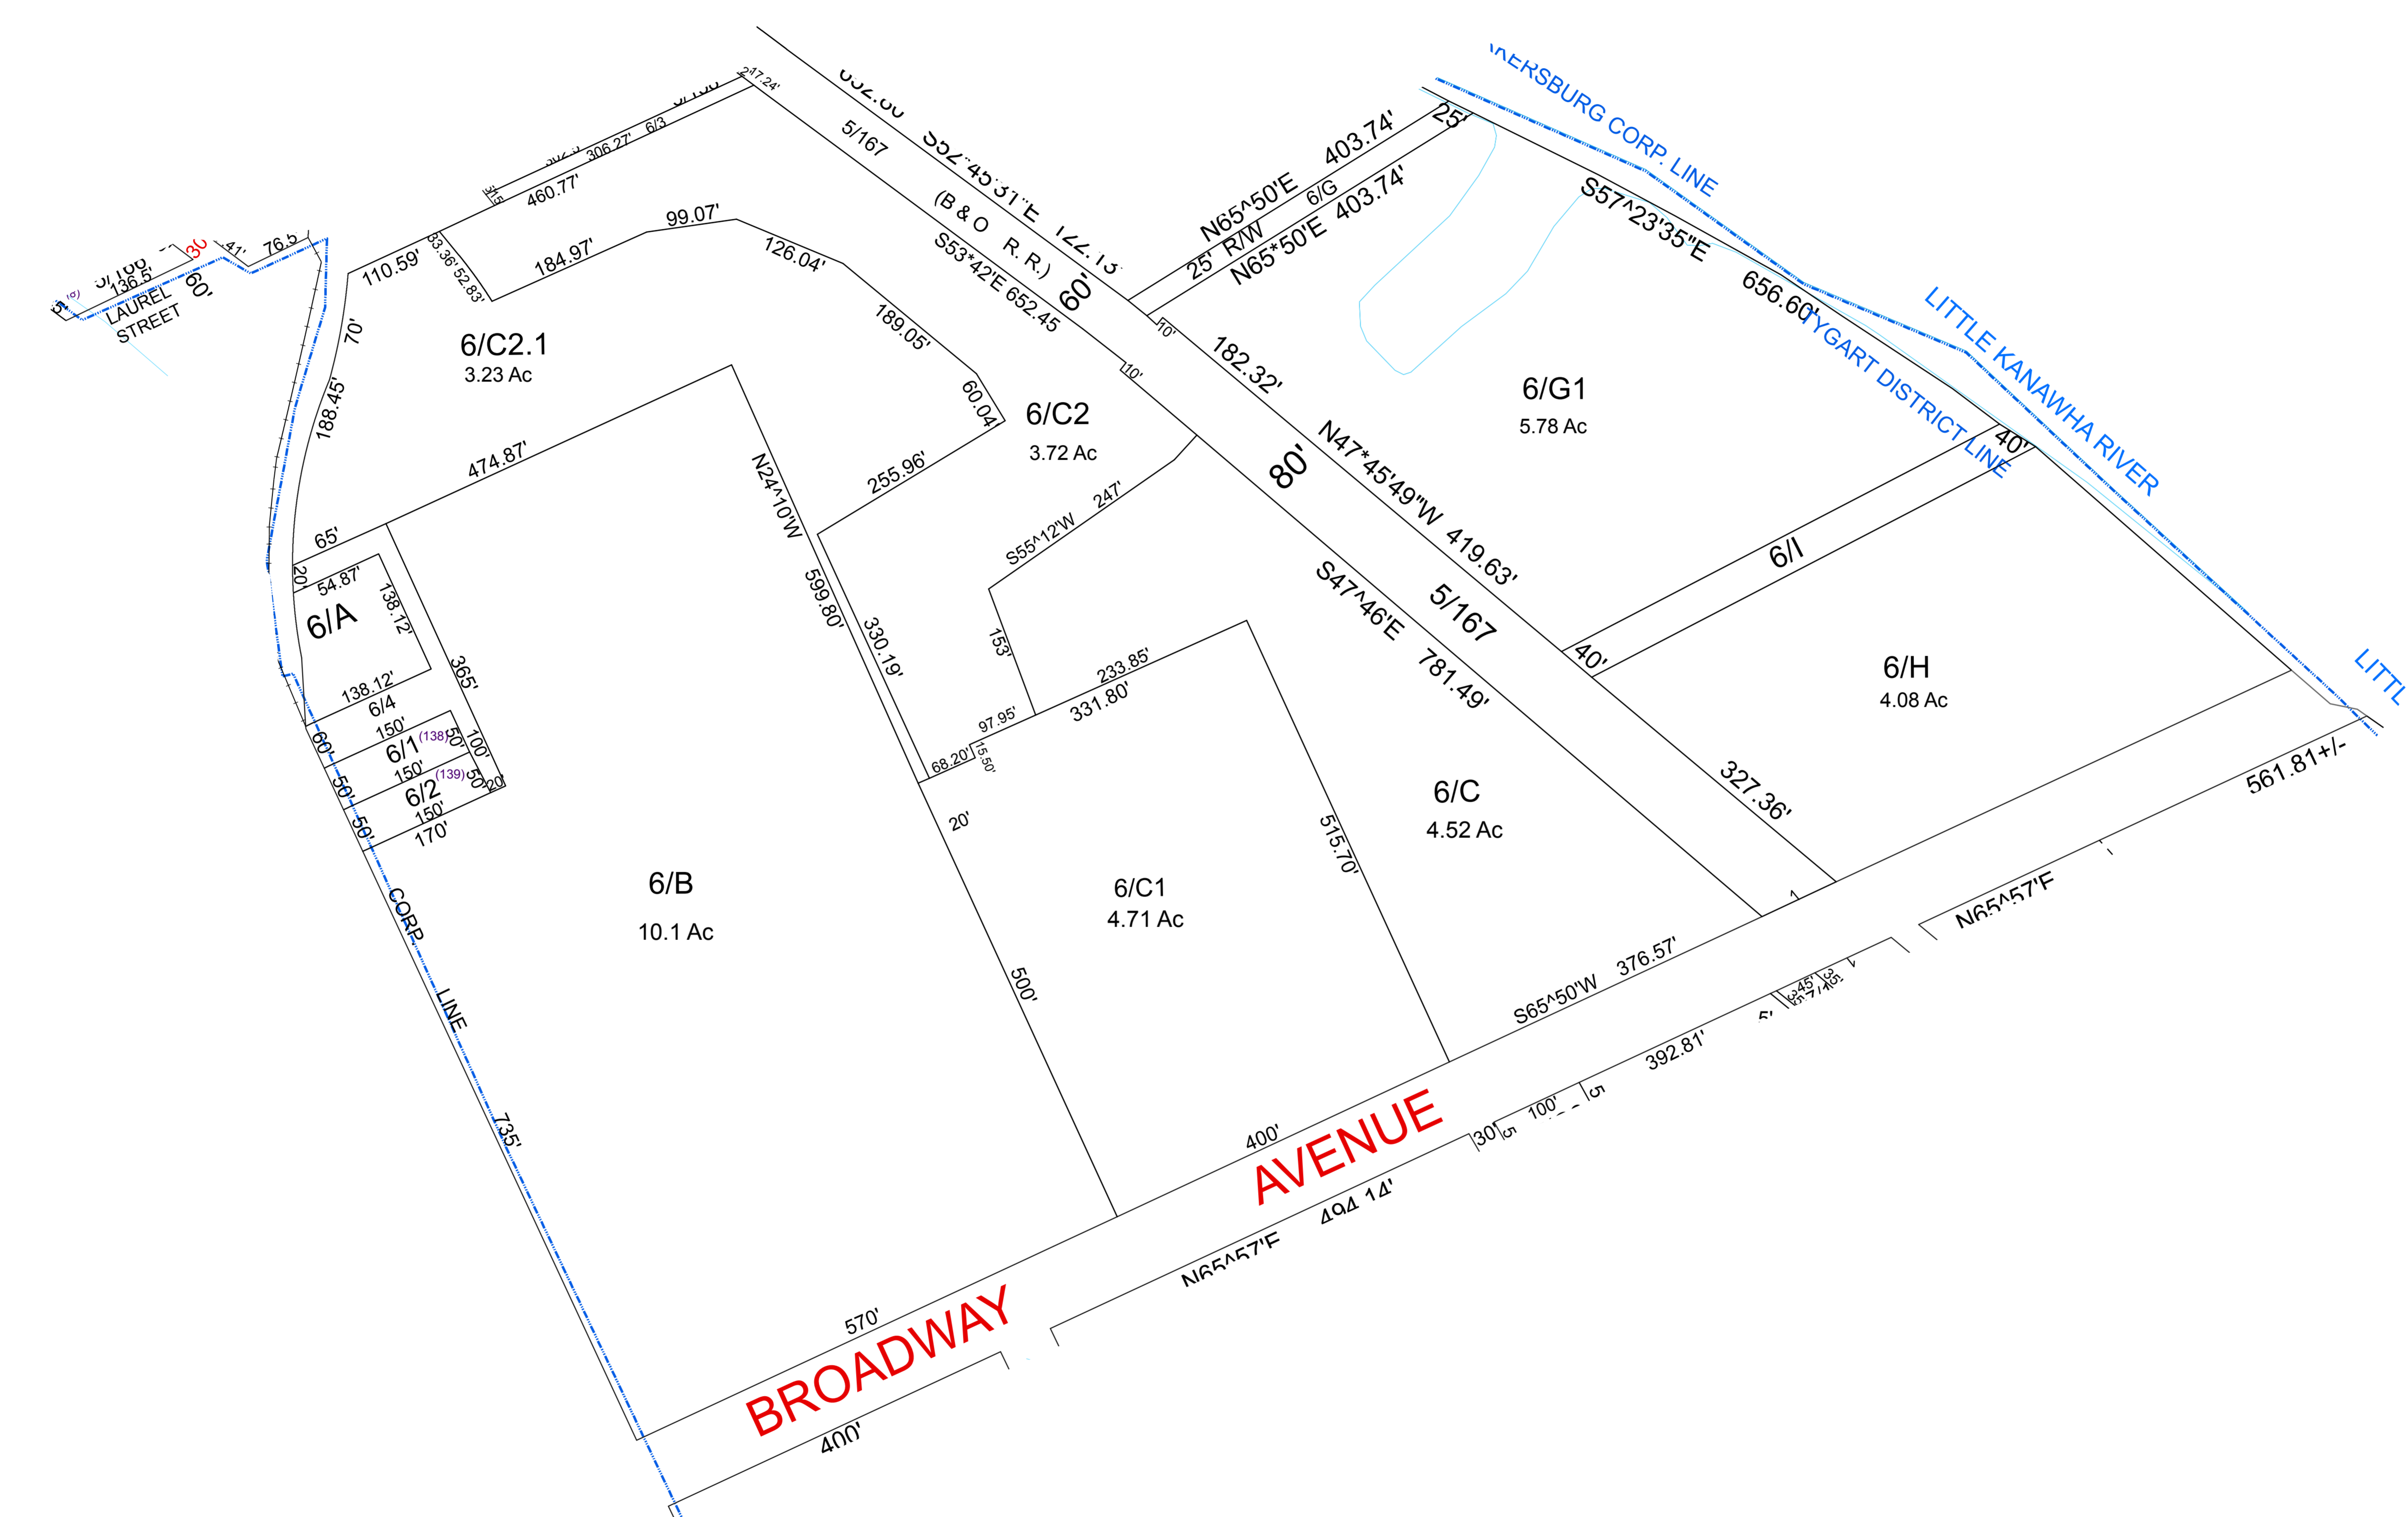 LITTLE KANAWHA RIVER
CORP. LINE
TYGART DISTRICT LINE
217.24'
6/3
306.27'
460.77'
5/167
(B & O R. R.)
S53*42'E 652.45
60'
N65^50'E 403.74'
25'
6/G
25' R/W
N65*50'E 403.74'
S57^23'35"E 656.60'
136.5'
60'
LAUREL
STREET
76.5
110.59'
33.36'
52.83'
184.97'
99.07'
126.04'
189.05'
60.04'
255.96'
70'
188.45'
6/C2.1
3.23 Ac
474.87'
65'
20'
54.87'
6/A
138.12'
138.12'
6/4
365'
60'
150'
6/1
(138)
50'
100'
50'
150'
(139)
6/2
50'
20'
50'
150'
170'
N24^10'W
599.80'
330.19'
6/C2
3.72 Ac
S55^12'W 247'
153'
233.85'
331.80'
97.95'
68.20'
15.50'
20'
10'
10'
182.32'
80'
N47*45'49"W 419.63'
5/167
S47^46'E 781.49'
6/G1
5.78 Ac
40'
6/I
40'
6/H
4.08 Ac
327.36'
561.81+/-
6/C
4.52 Ac
515.70'
6/C1
4.71 Ac
500'
6/B
10.1 Ac
CORP. LINE
735'
S65^50'W 376.57'
400'
570'
BROADWAY AVENUE
400'
494.14'
30'
100'
392.81'
N65^57'E
N65^57'E